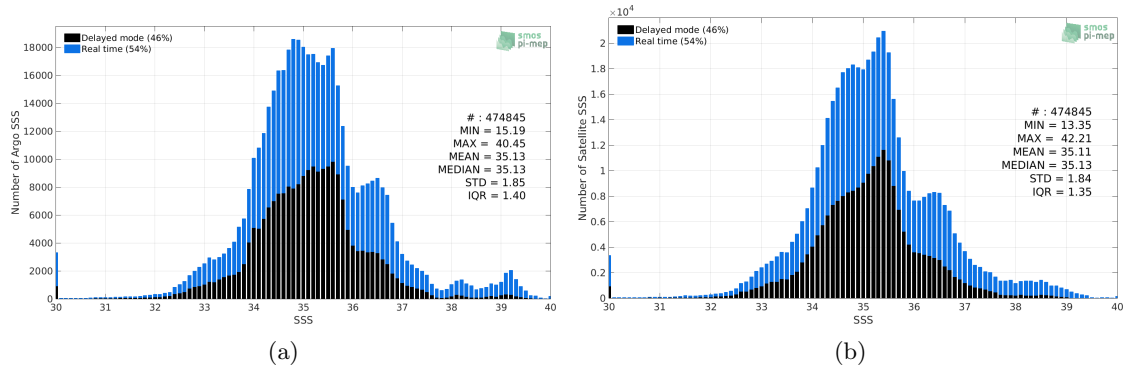 Delayed mode (46%)
Real time (54%)
smos
pi-mep
18000
16000
14000
12000
10000
8000
6000
4000
2000
0
Number of Argo SSS
# : 474845
MIN = 15.19
MAX = 40.45
MEAN = 35.13
MEDIAN = 35.13
STD = 1.85
IQR = 1.40
30 31 32 33 34 35 36 37 38 39 40
SSS
(a)
×10⁴
Delayed mode (46%)
Real time (54%)
smos
pi-mep
2
1.8
1.6
1.4
1.2
1
0.8
0.6
0.4
0.2
0
Number of Satellite SSS
# : 474845
MIN = 13.35
MAX = 42.21
MEAN = 35.11
MEDIAN = 35.13
STD = 1.84
IQR = 1.35
30 31 32 33 34 35 36 37 38 39 40
SSS
(b)